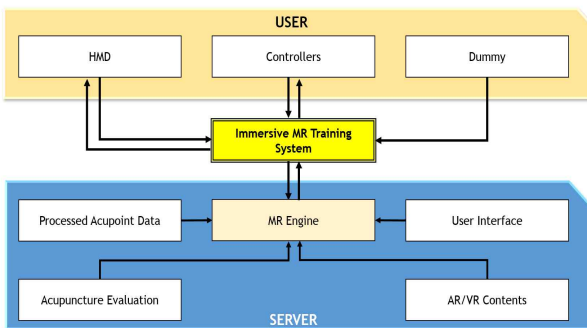 USER
HMD
Controllers
Dummy
Immersive MR Training
System
Processed Acupoint Data
MR Engine
User Interface
Acupuncture Evaluation
AR/VR Contents
SERVER